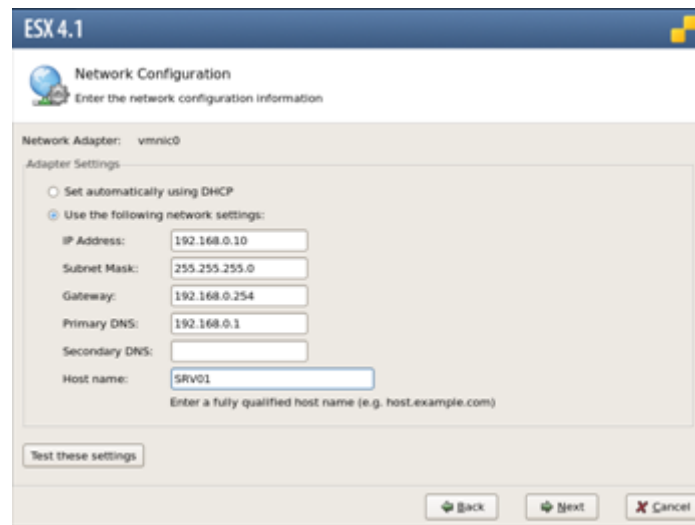 ESX 4.1
Network Configuration
Enter the network configuration information
Network Adapter: vmnic0
Adapter Settings
Set automatically using DHCP
Use the following network settings:
IP Address: 192.168.0.10
Subnet Mask: 255.255.255.0
Gateway: 192.168.0.254
Primary DNS: 192.168.0.1
Secondary DNS:
Host name: SRV01
Enter a fully qualified host name (e.g. host.example.com)
Test these settings
Back Next Cancel